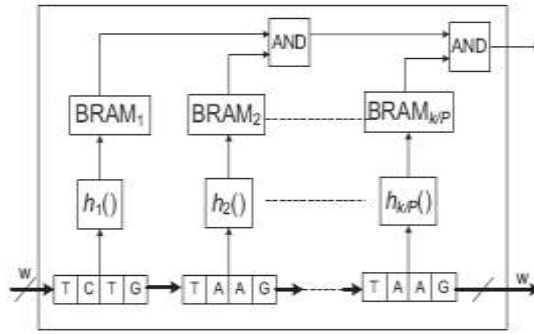 AND
AND
BRAM₁
BRAM₂
BRAMₖ/P
h₁()
h₂()
hₖ/P()
w
T C T G
T A A G
T A A G
w